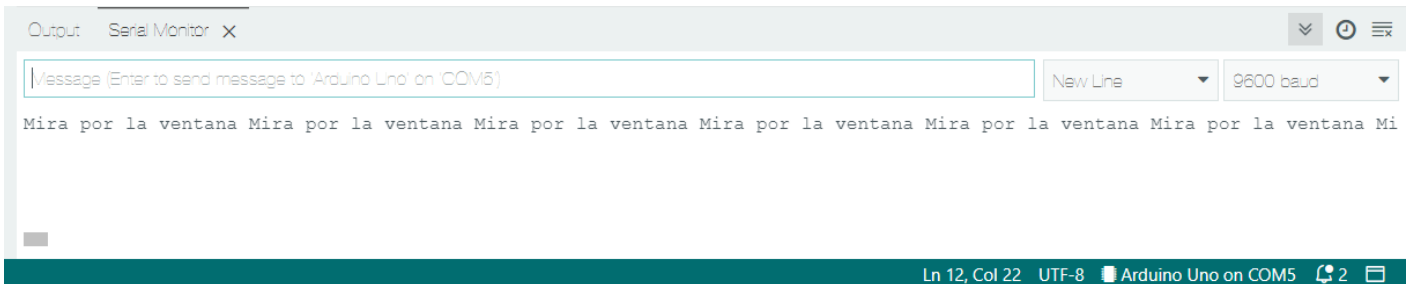 Output Serial Monitor
Message (Enter to send message to 'Arduino Uno' on 'COM5') New Line 9600 baud
Mira por la ventana Mira por la ventana Mira por la ventana Mira por la ventana Mira por la ventana Mira por la ventana Mi
Ln 12, Col 22 UTF-8 Arduino Uno on COM5 2